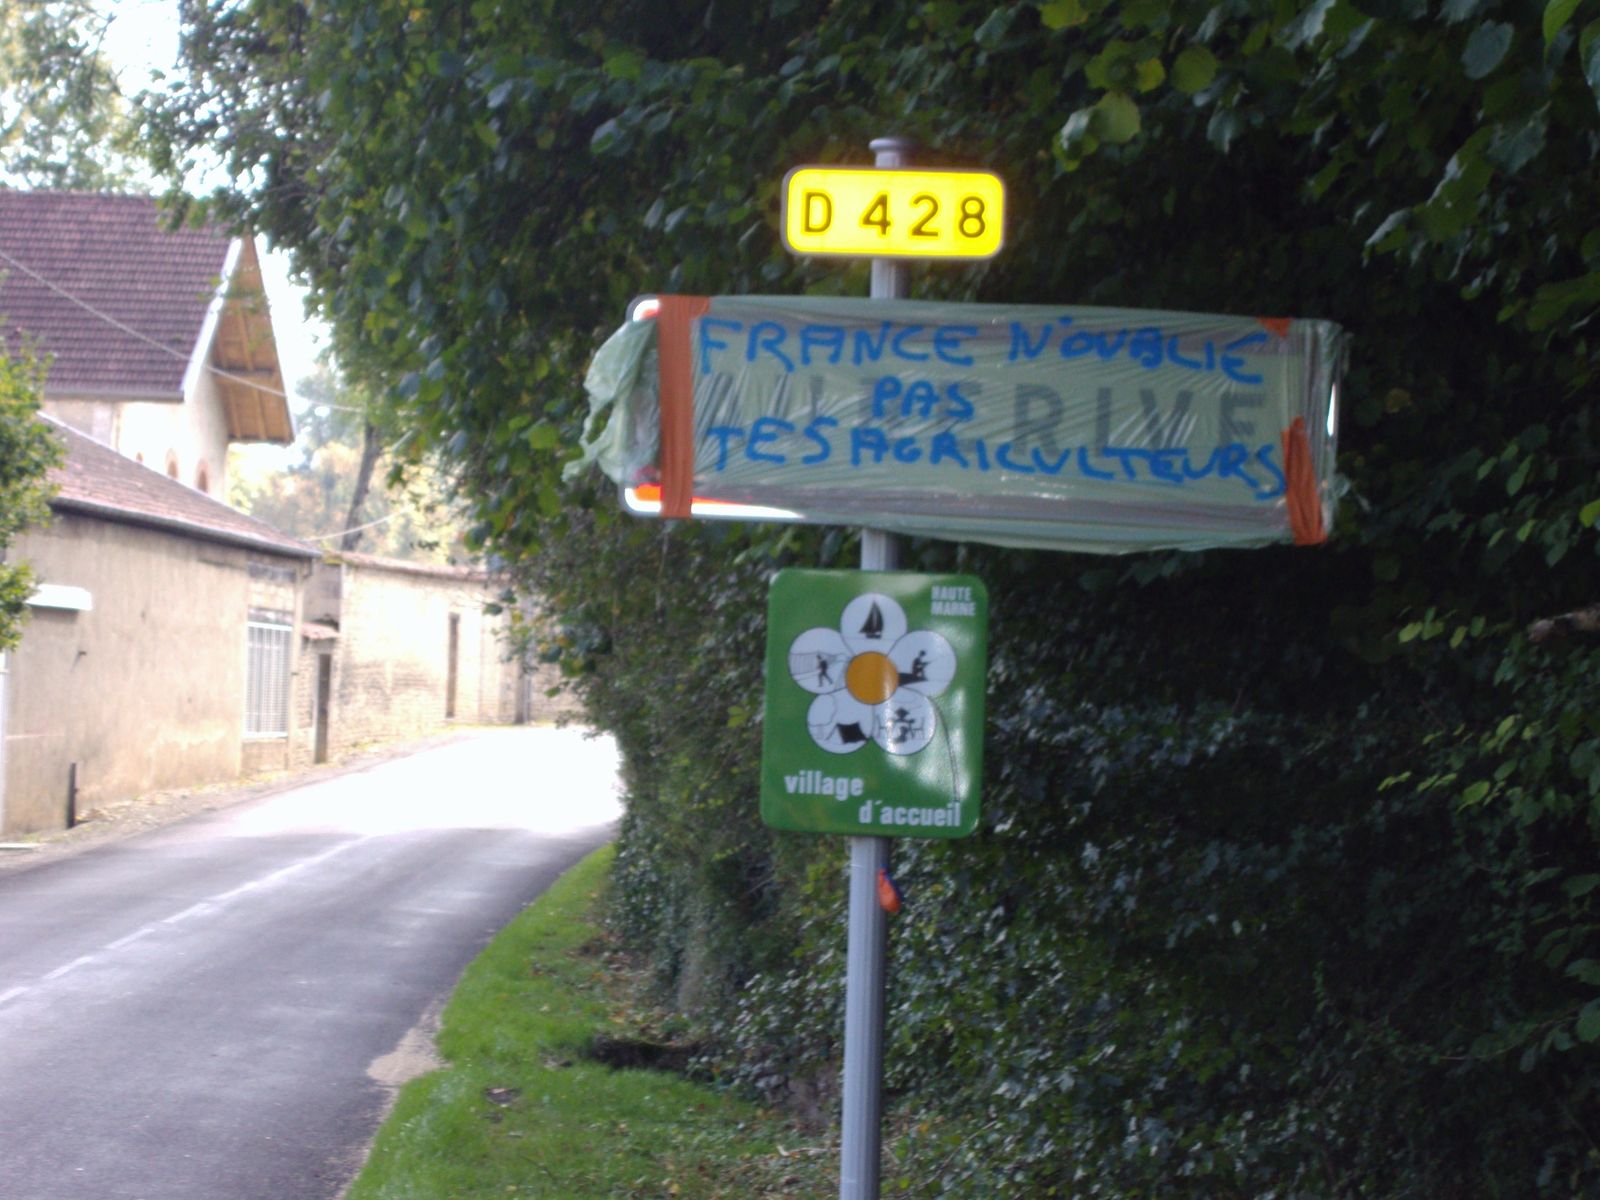 D 428
FRANCE N'OUBLIE
PAS
TES AGRICULTEURS
HAUTE
MARNE
village
d'accueil